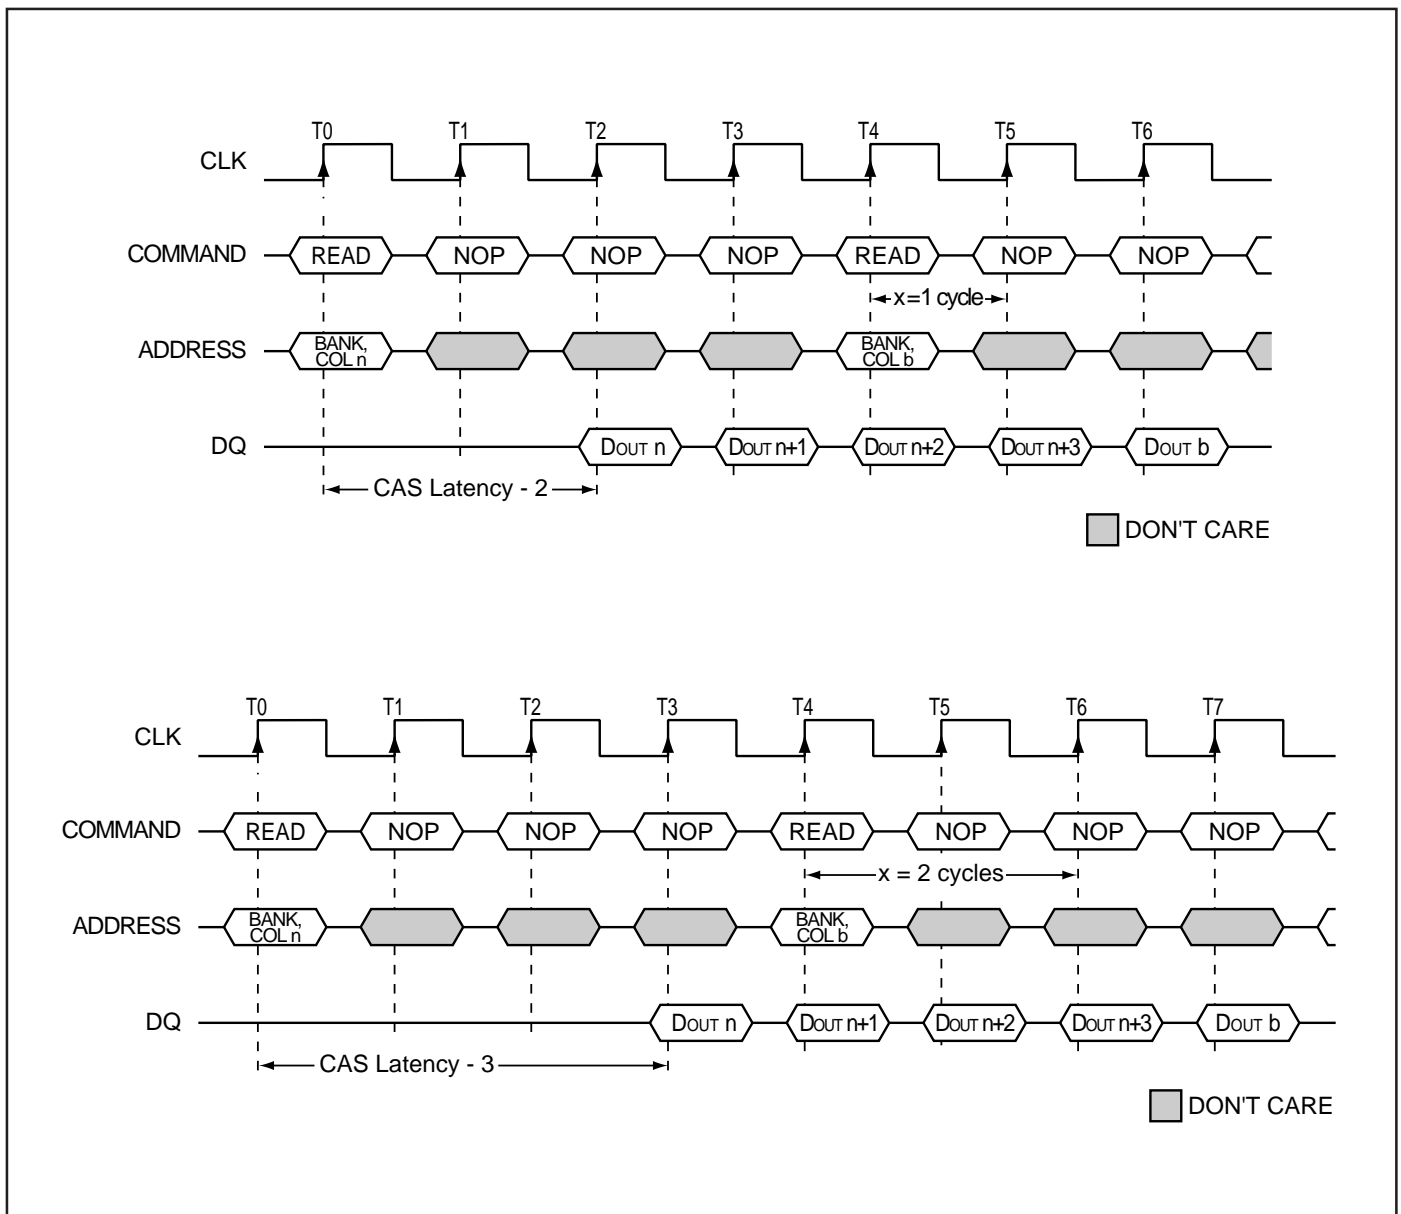 T0 T1 T2 T3 T4 T5 T6
CLK
COMMAND READ NOP NOP NOP READ NOP NOP
x=1 cycle
ADDRESS BANK, COL n BANK, COL b
DQ DOUT n DOUT n+1 DOUT n+2 DOUT n+3 DOUT b
CAS Latency - 2
DON'T CARE
T0 T1 T2 T3 T4 T5 T6 T7
CLK
COMMAND READ NOP NOP NOP READ NOP NOP NOP
x = 2 cycles
ADDRESS BANK, COL n BANK, COL b
DQ DOUT n DOUT n+1 DOUT n+2 DOUT n+3 DOUT b
CAS Latency - 3
DON'T CARE